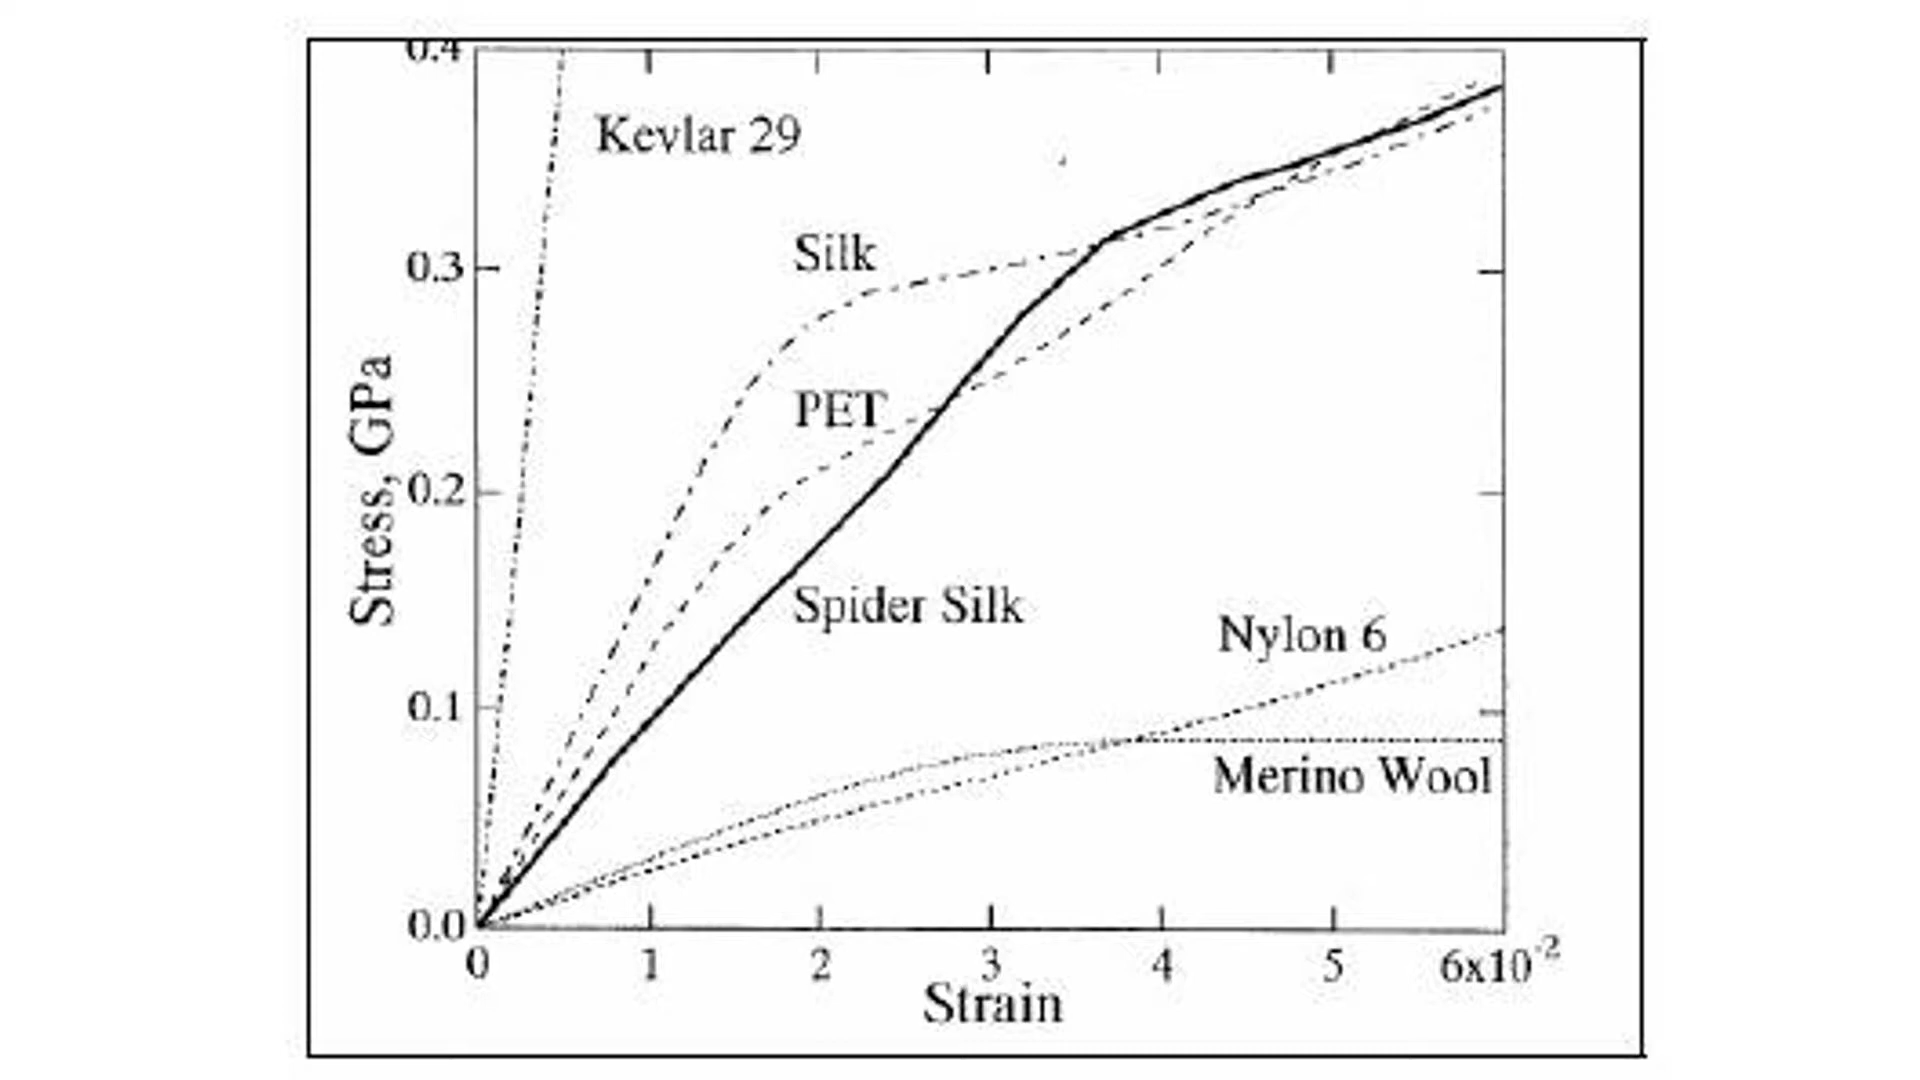 0.4
Kevlar 29
Silk
0.3
PET
Stress, GPa
0.2
Spider Silk
Nylon 6
0.1
Merino Wool
0.0
0 1 2 3 4 5 6x10-2
Strain